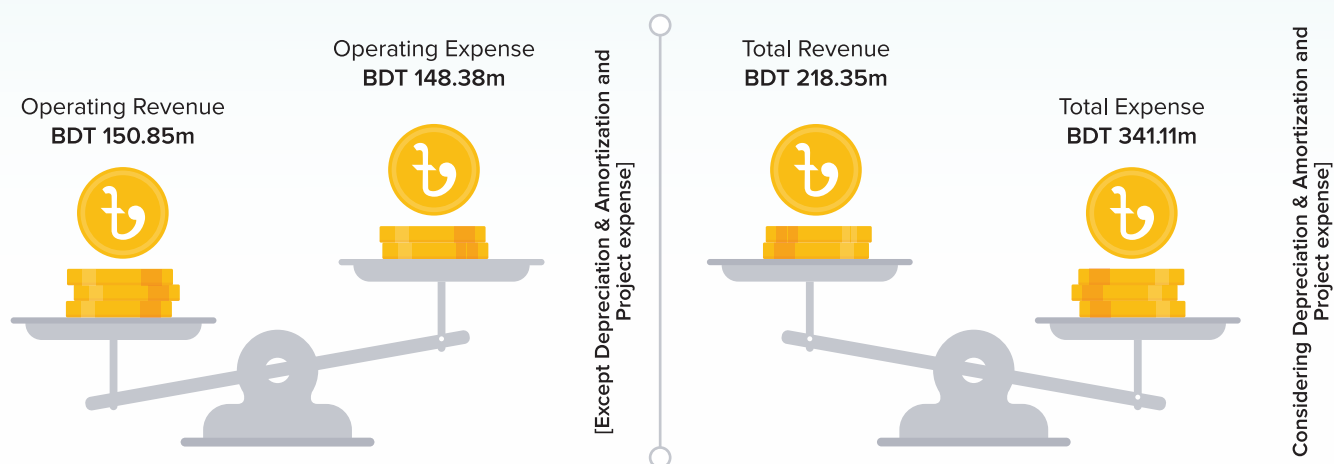 Operating Revenue
BDT 150.85m
Operating Expense
BDT 148.38m
[Except Depreciation & Amortization and
Project expense]
Total Revenue
BDT 218.35m
Total Expense
BDT 341.11m
Considering Depreciation & Amortization and
Project expense]
৳
৳
৳
৳